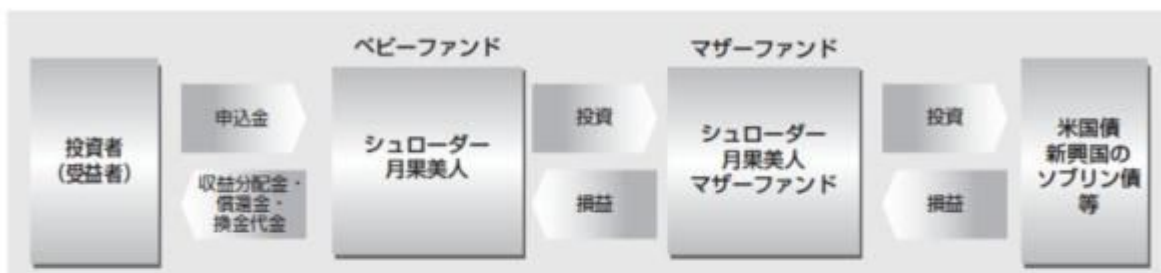 ベビーファンド
マザーファンド
投資者
（受益者）
申込金
収益分配金・
償還金・
換金代金
シュローダー
月果美人
投資
損益
シュローダー
月果美人
マザーファンド
投資
損益
米国債
新興国の
ソブリン債
等